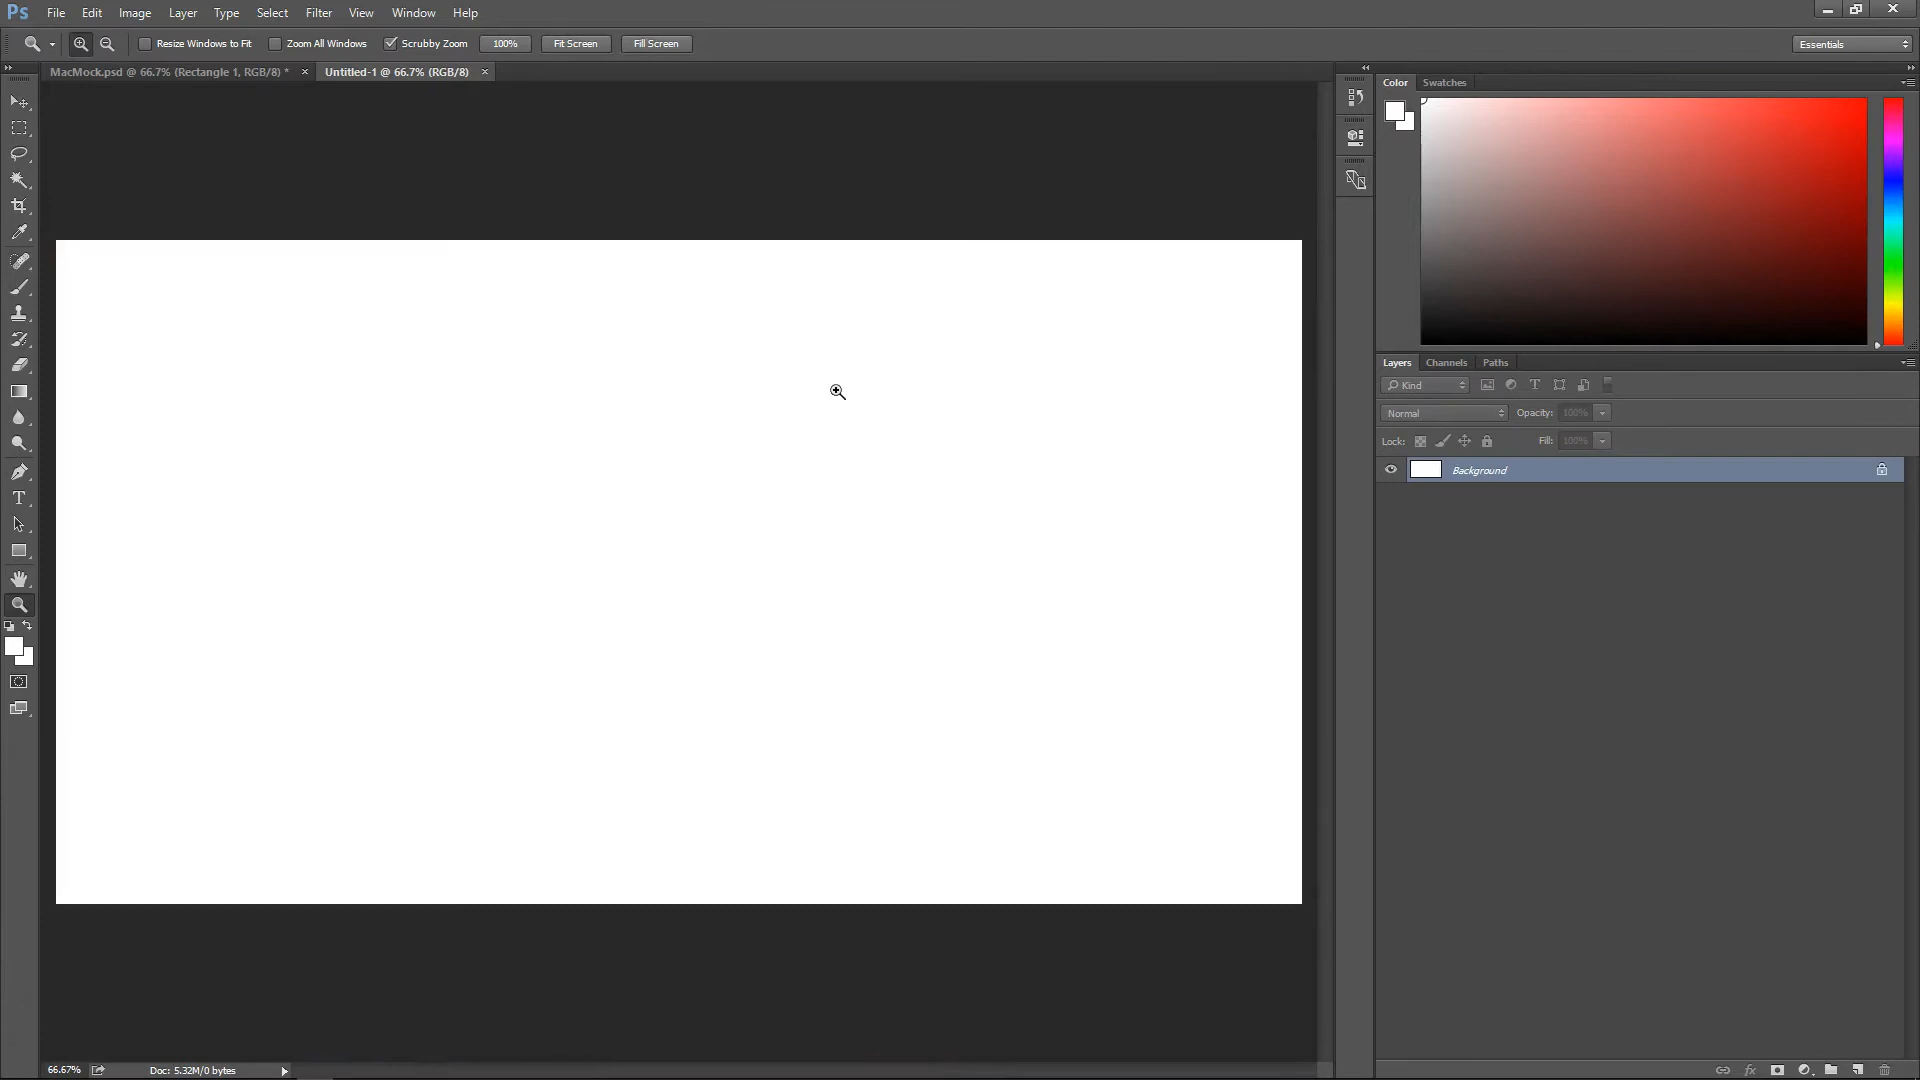 Ps File Edit Image Layer Type Select Filter View Window Help
Resize Windows to Fit Zoom All Windows Scrubby Zoom 100% Fit Screen Fill Screen Essentials
MacMock.psd @ 66.7% (Rectangle 1, RGB/8) * × Untitled-1 @ 66.7% (RGB/8) ×
Color Swatches
Layers Channels Paths
Kind
Normal Opacity: 100%
Lock: Fill: 100%
Background
66.67% Doc: 5.32M/0 bytes